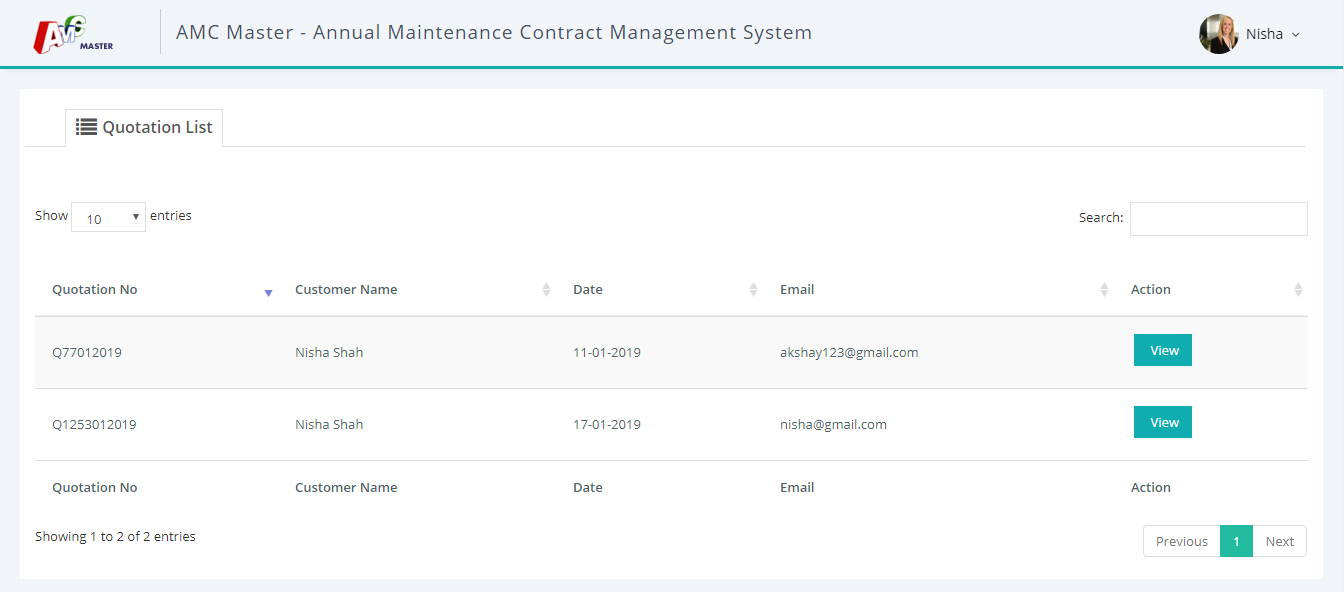 AMC MASTER
AMC Master - Annual Maintenance Contract Management System
Nisha
Quotation List
Show 10 entries
Search:
Quotation No Customer Name Date Email Action
Q77012019 Nisha Shah 11-01-2019 akshay123@gmail.com View
Q1253012019 Nisha Shah 17-01-2019 nisha@gmail.com View
Quotation No Customer Name Date Email Action
Showing 1 to 2 of 2 entries
Previous 1 Next